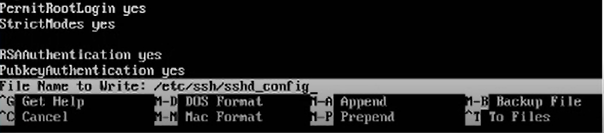 PermitRootLogin yes
StrictModes yes
RSAAuthentication yes
PubkeyAuthentication yes
File Name to Write: /etc/ssh/sshd_config
^G Get Help M-D DOS Format M-A Append M-B Backup File
^C Cancel M-M Mac Format M-P Prepend ^T To Files